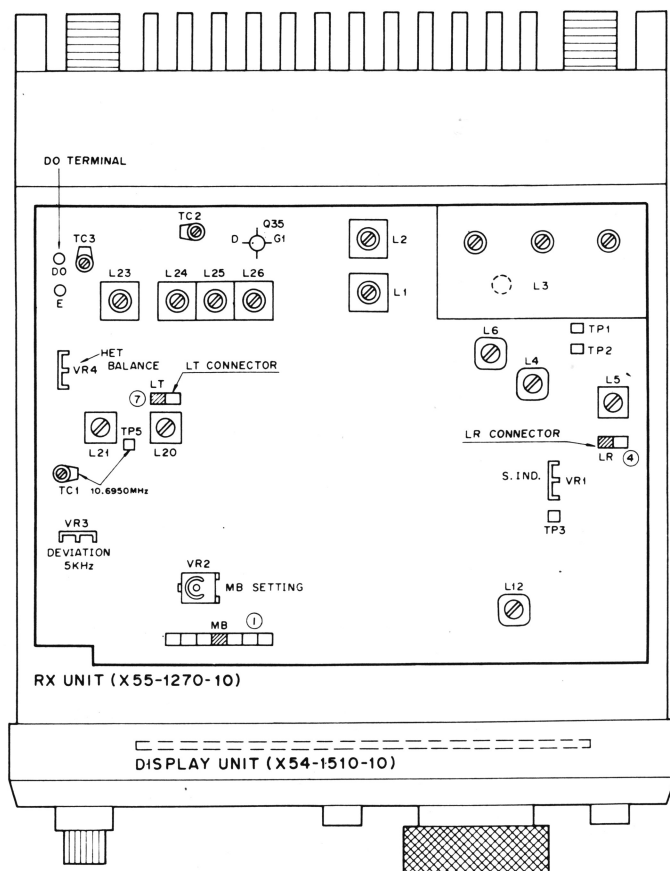 DO TERMINAL
TC2
Q35
D G1
TC3
DO
E
L23
L24
L25
L26
L2
L1
L3
L6
TP1
TP2
L4
L5
HET
BALANCE
VR4
LT
LT CONNECTOR
7
L21
TP5
L20
LR CONNECTOR
LR
4
TC1
10.6950MHz
S.IND.
VR1
TP3
VR3
DEVIATION
5KHz
VR2
MB SETTING
MB
1
L12
RX UNIT (X55-1270-10)
DISPLAY UNIT (X54-1510-10)